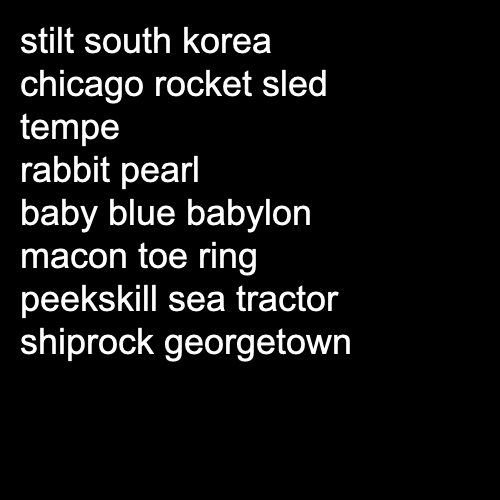 stilt south korea
chicago rocket sled
tempe
rabbit pearl
baby blue babylon
macon toe ring
peekskill sea tractor
shiprock georgetown